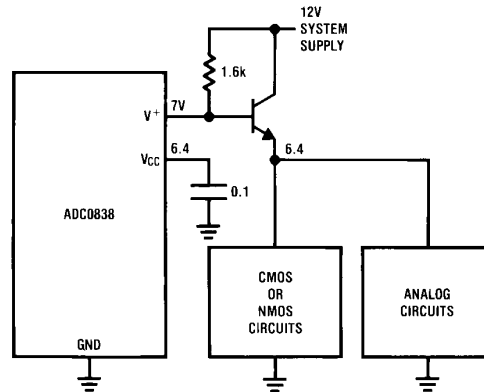 12V
SYSTEM
SUPPLY
1.6k
V+ 7V
VCC 6.4
6.4
0.1
ADC0838
CMOS
OR
NMOS
CIRCUITS
ANALOG
CIRCUITS
GND